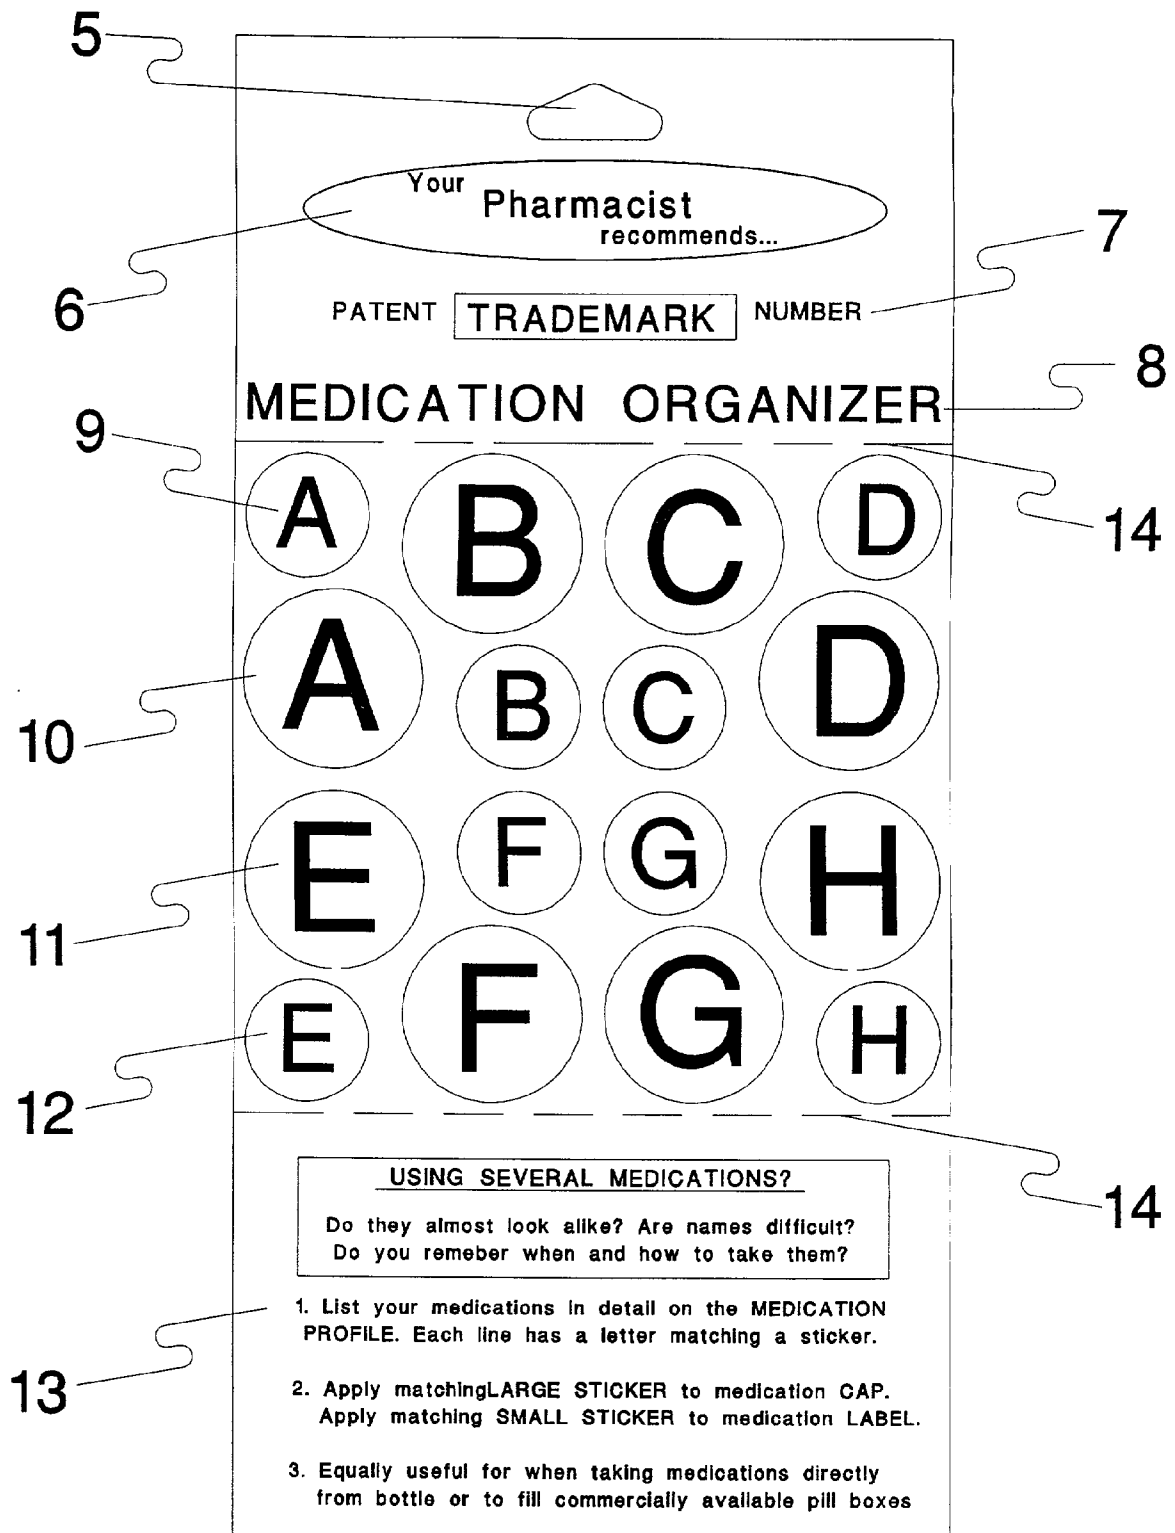 5
Your
Pharmacist
recommends...
6
7
PATENT TRADEMARK NUMBER
8
MEDICATION ORGANIZER
9
A B C D
14
A B C D
10
E F G H
11
E F G H
12
14
USING SEVERAL MEDICATIONS?
Do they almost look alike? Are names difficult?
Do you remeber when and how to take them?
1. List your medications in detail on the MEDICATION
PROFILE. Each line has a letter matching a sticker.
13
2. Apply matchingLARGE STICKER to medication CAP.
Apply matching SMALL STICKER to medication LABEL.
3. Equally useful for when taking medications directly
from bottle or to fill commercially available pill boxes